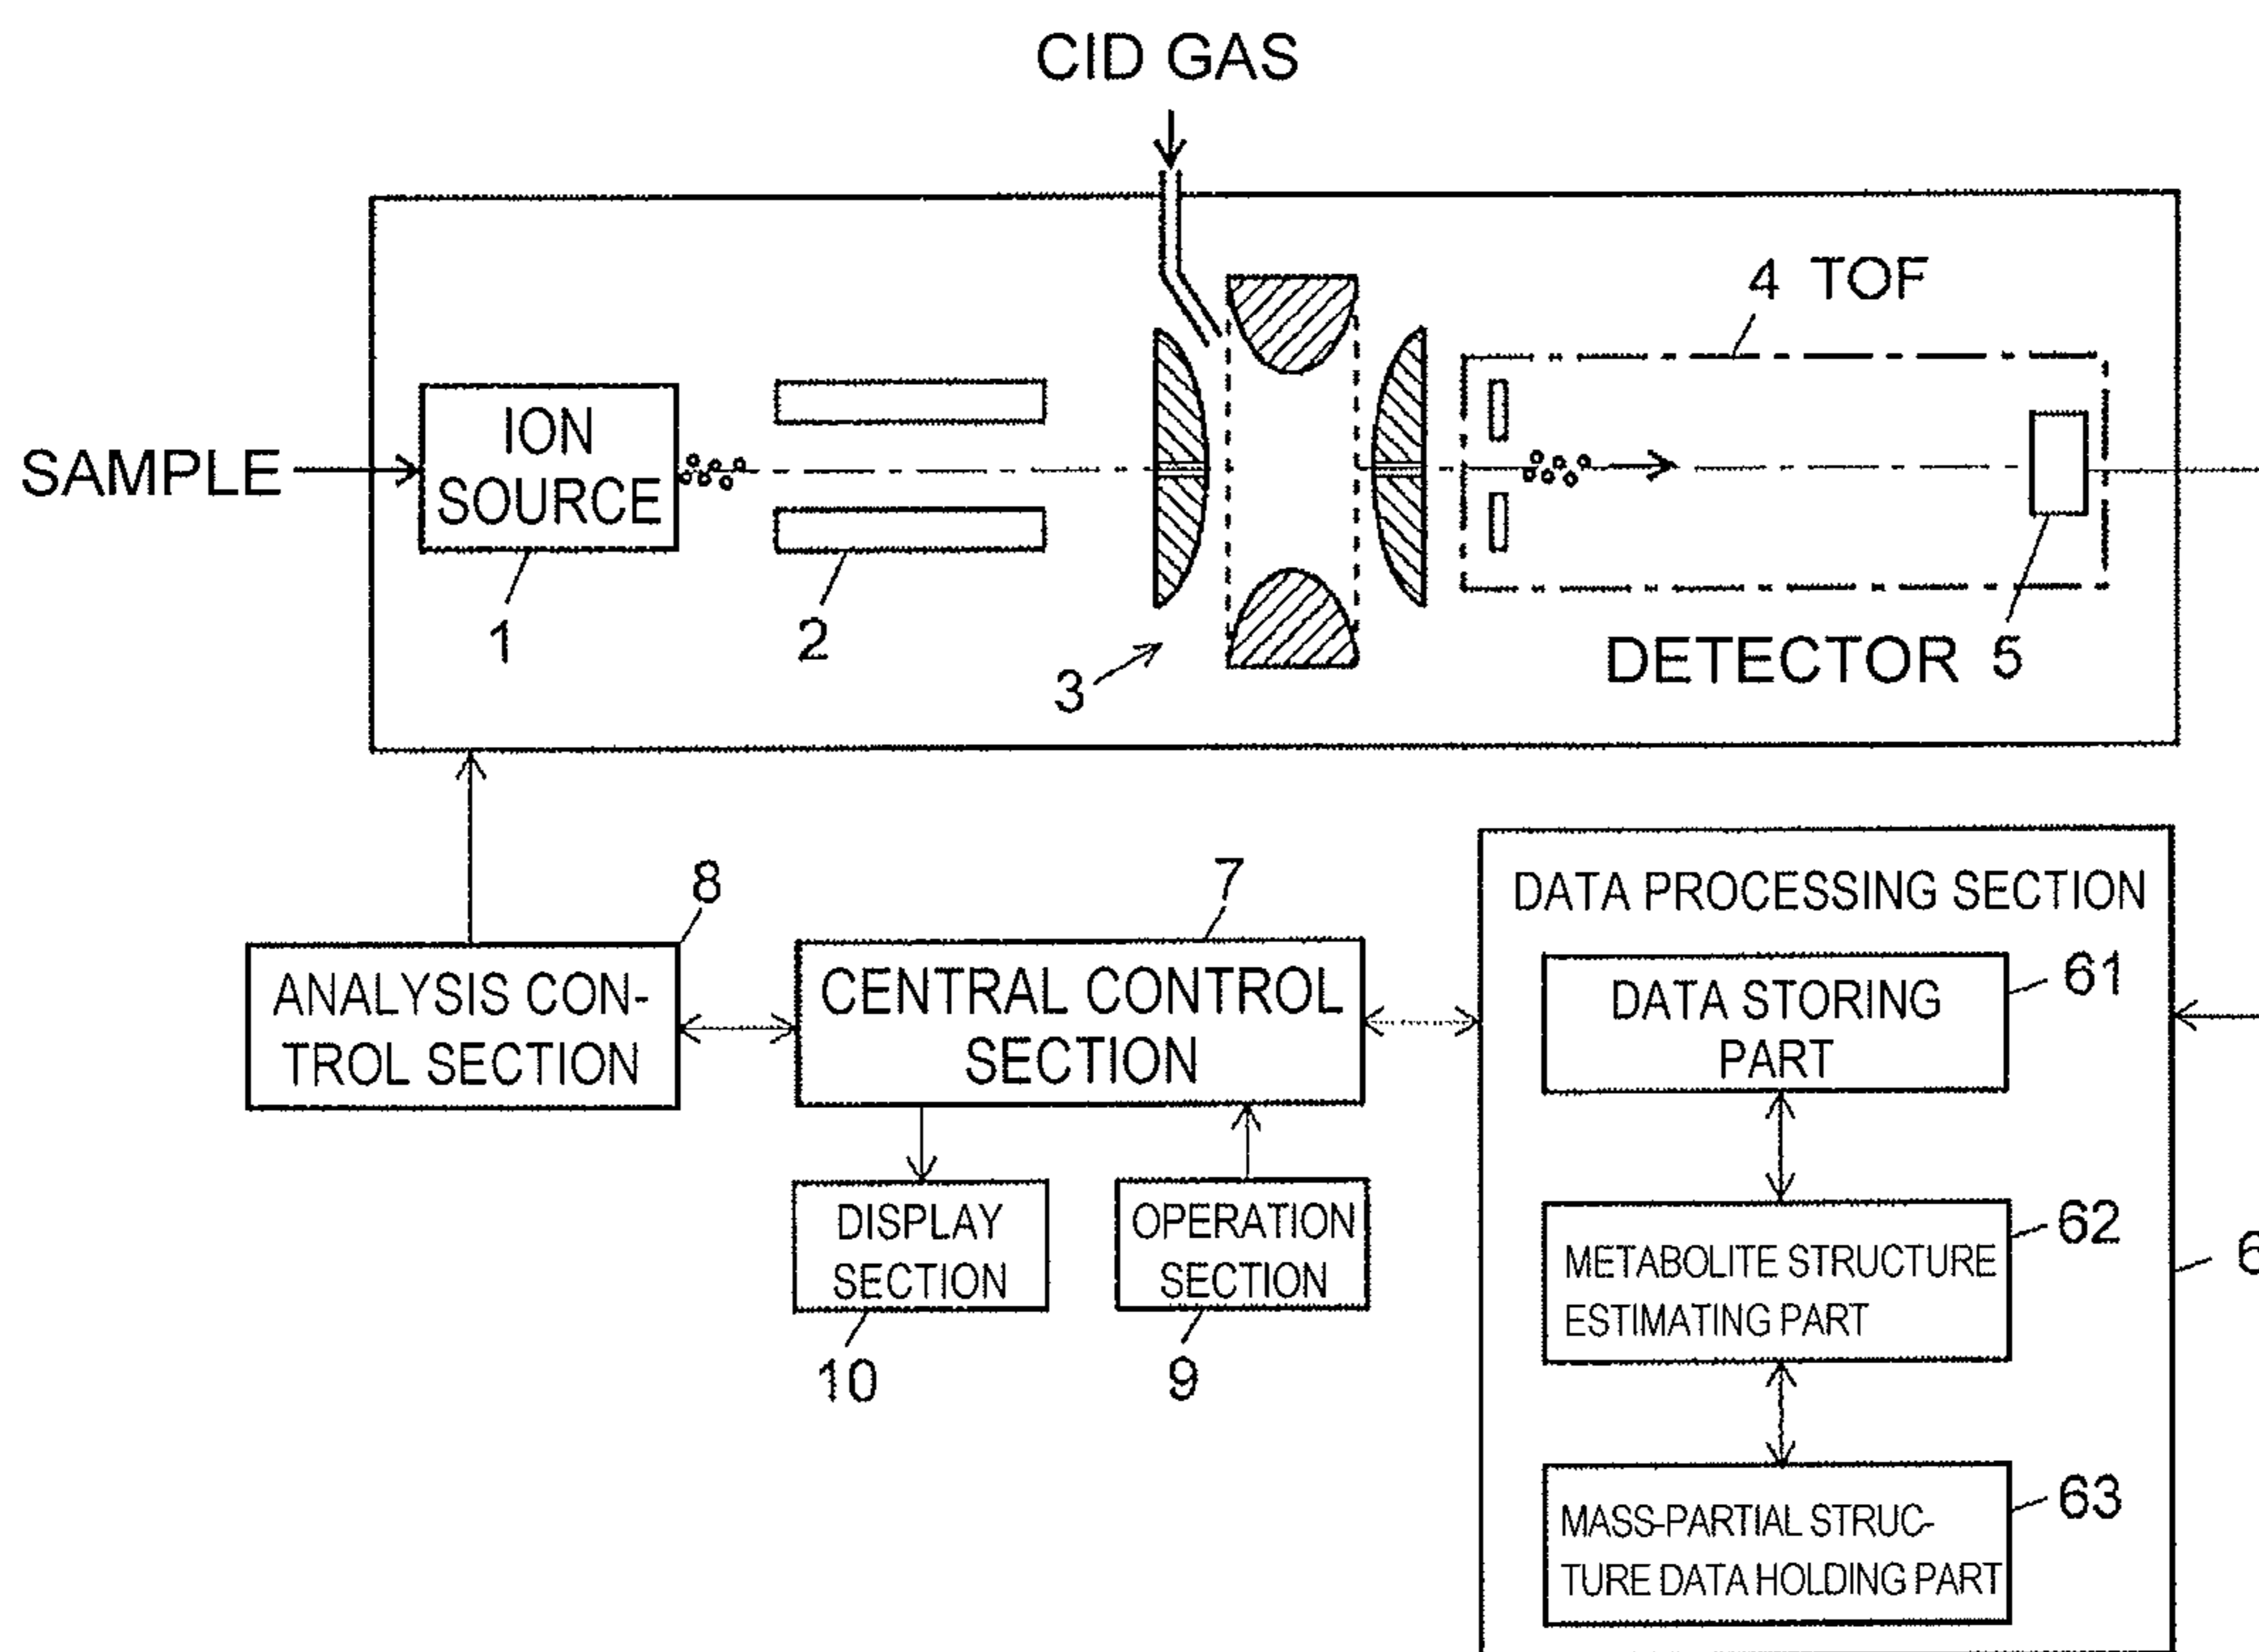 CID GAS
4 TOF
SAMPLE
ION
SOURCE
1
2
3
DETECTOR 5
8
7
DATA PROCESSING SECTION
ANALYSIS CON-
TROL SECTION
CENTRAL CONTROL
SECTION
DATA STORING
PART
61
DISPLAY
SECTION
10
OPERATION
SECTION
9
METABOLITE STRUCTURE
ESTIMATING PART
62
6
MASS-PARTIAL STRUC-
TURE DATA HOLDING PART
63